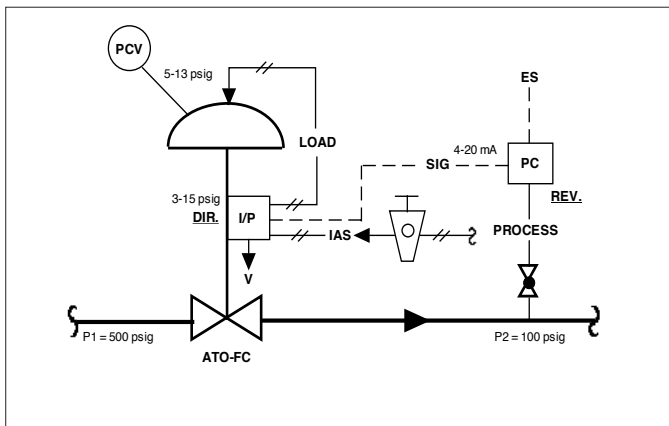 PCV
5-13 psig
ES
LOAD
4-20 mA
SIG
PC
3-15 psig
REV.
DIR.
I/P
IAS
PROCESS
V
P1 = 500 psig
P2 = 100 psig
ATO-FC